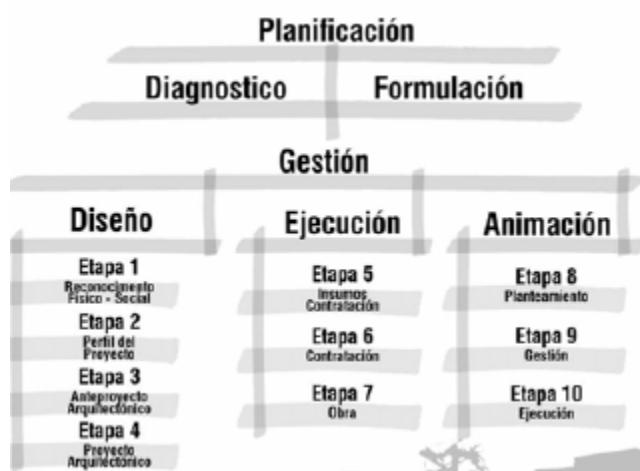 Planificación
Diagnostico Formulación
Gestión
Diseño
Etapa 1
Reconocimento
Fisico - Social
Etapa 2
Perfil del
Proyecto
Etapa 3
Anteproyecto
Arquitectónico
Etapa 4
Proyecto
Arquitectónico
Ejecución
Etapa 5
Insumos
Contratación
Etapa 6
Contratación
Etapa 7
Obra
Animación
Etapa 8
Planteamiento
Etapa 9
Gestión
Etapa 10
Ejecución